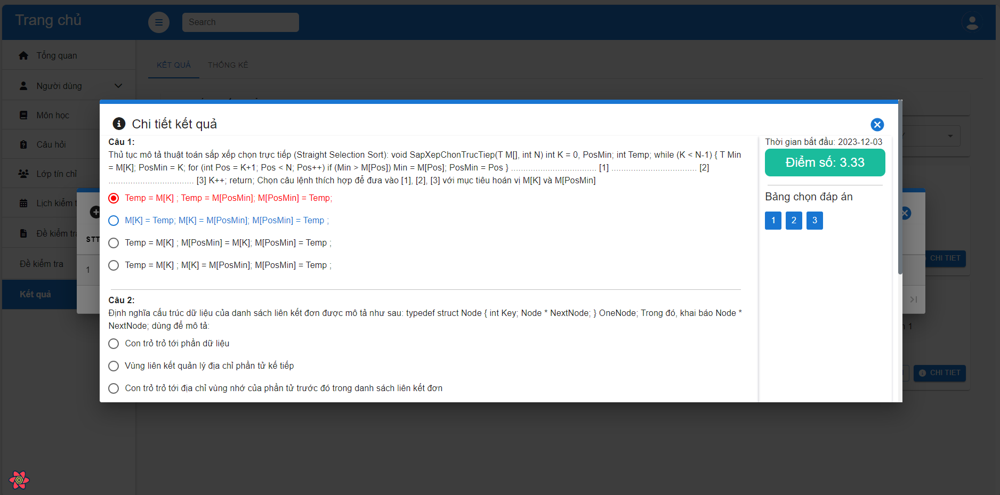 Trang chủ
Search
Tổng quan
KẾT QUẢ
THỐNG KÊ
Người dùng
Môn học
Câu hỏi
Lớp tín chỉ
Lịch kiểm t
Đề kiểm tra
Đề kiểm tra
Kết quả
STT
1
Chi tiết kết quả
Câu 1:
Thủ tục mô tả thuật toán sắp xếp chọn trực tiếp (Straight Selection Sort): void SapXepChonTrucTiep(T M[], int N) int K = 0, PosMin; int Temp; while (K < N-1) { T Min
= M[K]; PosMin = K; for (int Pos = K+1; Pos < N; Pos++) if (Min > M[Pos]) Min = M[Pos]; PosMin = Pos } .................................. [1] .................................. [2]
.................................. [3] K++; return; Chọn câu lệnh thích hợp để đưa vào [1], [2], [3] với mục tiêu hoán vị M[K] và M[PosMin]
Temp = M[K] ; Temp = M[PosMin]; M[PosMin] = Temp;
M[K] = Temp; M[K] = M[PosMin]; M[PosMin] = Temp ;
Temp = M[K] ; M[PosMin] = M[K]; M[PosMin] = Temp ;
Temp = M[K] ; M[K] = M[PosMin]; M[PosMin] = Temp ;
Câu 2:
Định nghĩa cấu trúc dữ liệu của danh sách liên kết đơn được mô tả như sau: typedef struct Node { int Key; Node * NextNode; } OneNode; Trong đó, khai báo Node *
NextNode; dùng để mô tả:
Con trỏ trỏ tới phần dữ liệu
Vùng liên kết quản lý địa chỉ phần tử kế tiếp
Con trỏ trỏ tới địa chỉ vùng nhớ của phần tử trước đó trong danh sách liên kết đơn
Thời gian bắt đầu: 2023-12-03
Điểm số: 3.33
Bảng chọn đáp án
1 2 3
CHI TIẾT
1
CHI TIẾT